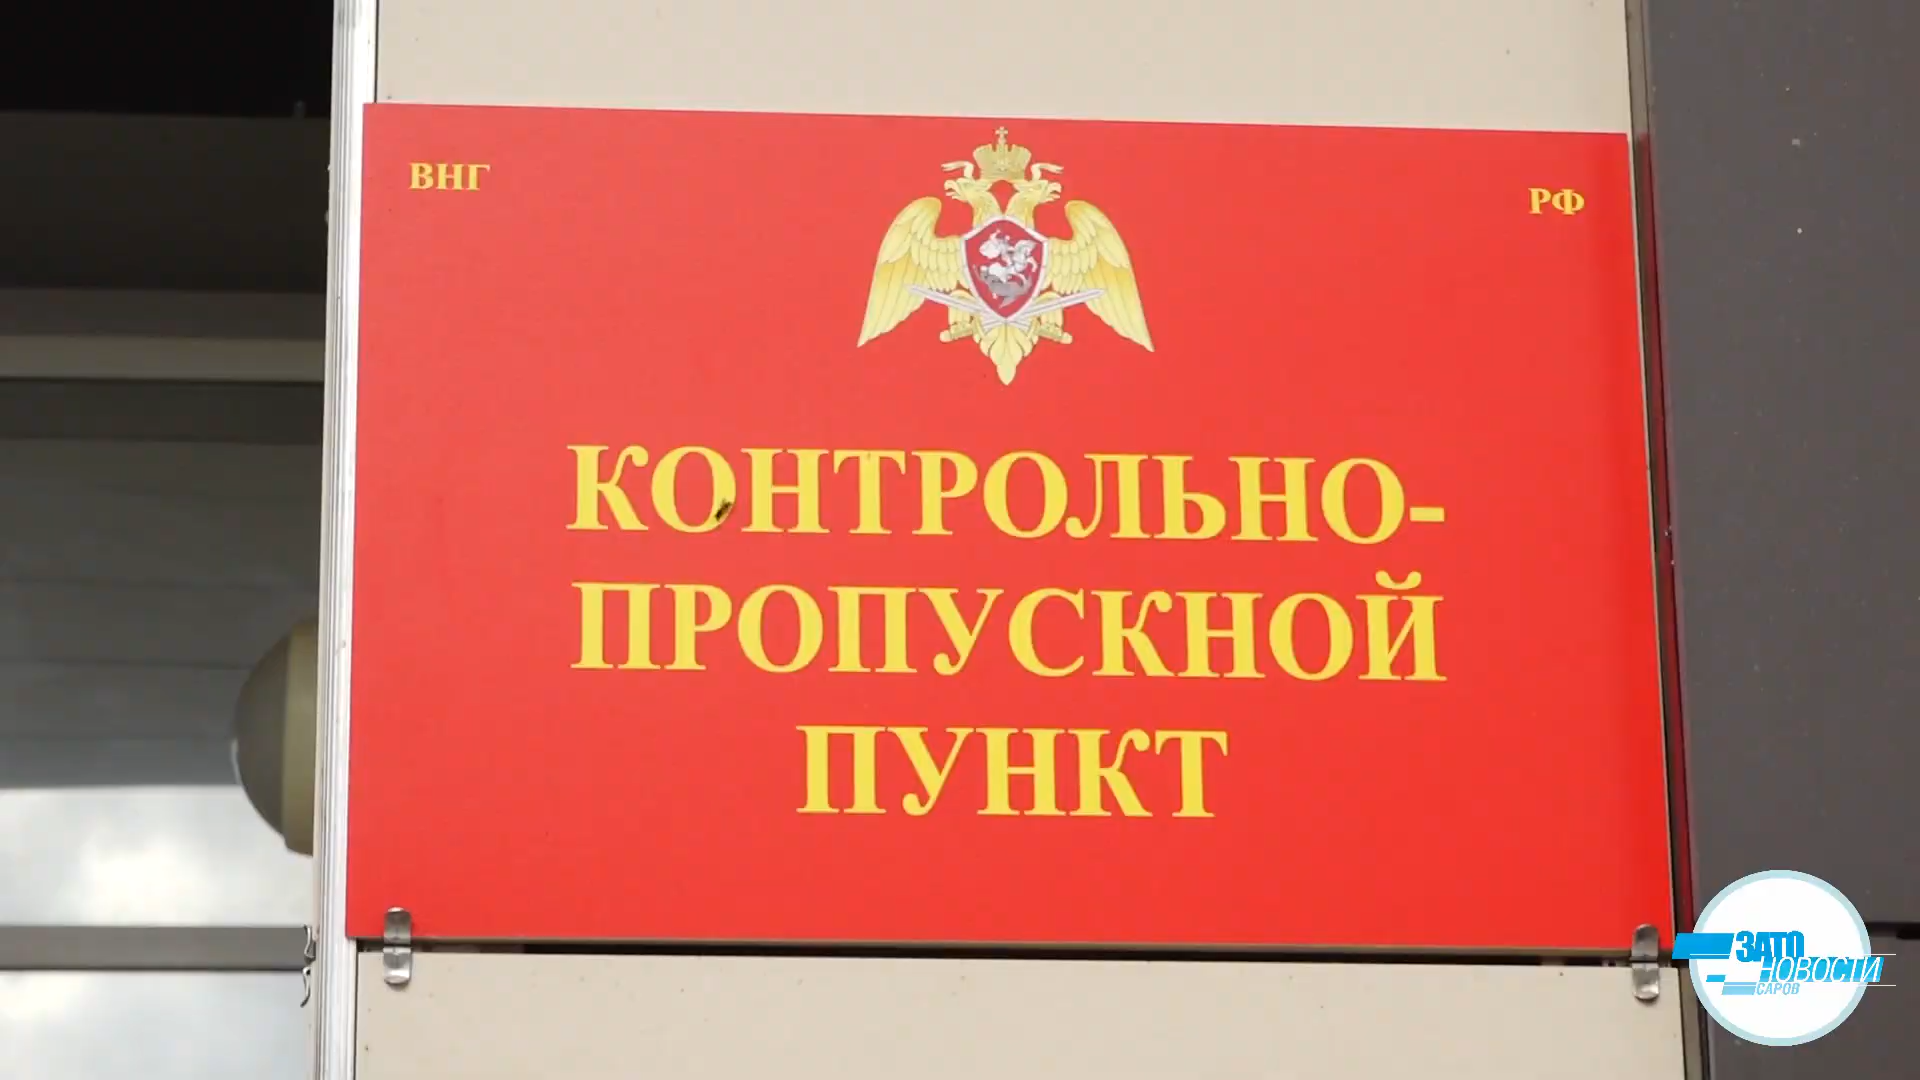 ВНГ
РФ
КОНТРОЛЬНО-
ПРОПУСКНОЙ
ПУНКТ
ЗАТО
НОВОСТИ
САРОВ